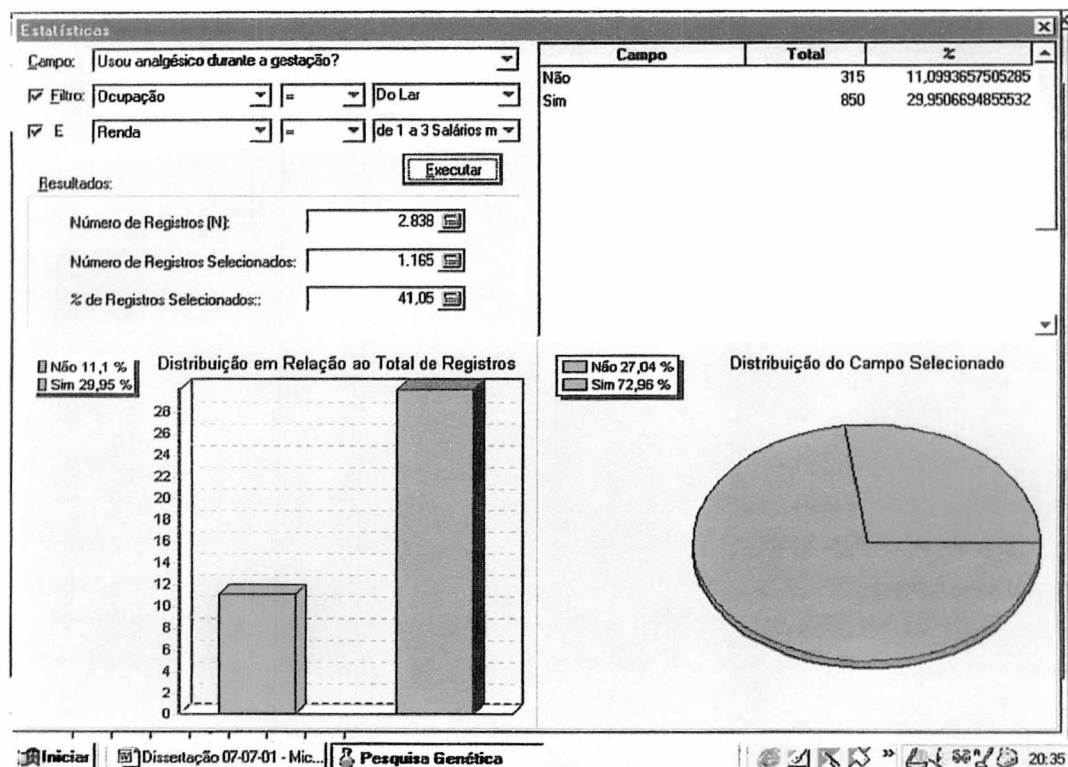 Estatísticas
Campo: Usou analgésico durante a gestação?
Filtro: Ocupação = Do Lar
E Renda = de 1 a 3 Salários m
Executar
Resultados:
Número de Registros (N): 2.838
Número de Registros Selecionados: 1.165
% de Registros Selecionados:: 41,05
Campo Total %
Não 315 11,0993657505285
Sim 850 29,9506694855532
Não 11,1 %
Sim 29,95 %
Distribuição em Relação ao Total de Registros
28
26
24
22
20
18
16
14
12
10
8
6
4
2
0
Não 27,04 %
Sim 72,96 %
Distribuição do Campo Selecionado
Iniciar Dissertação 07-07-01 - Mic... Pesquisa Genética » 20:35